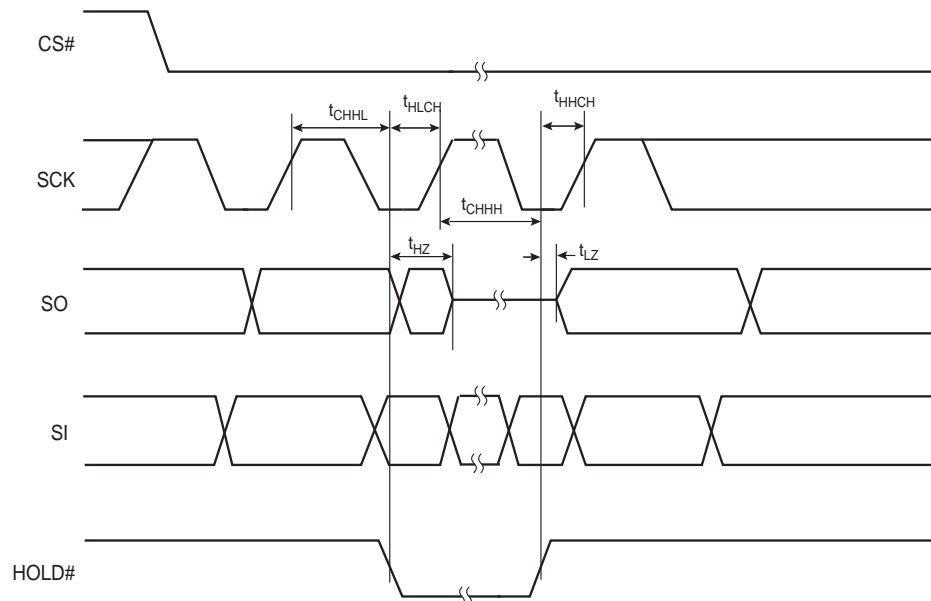 CS#
tCHHL
tHLCH
tHHCH
SCK
tCHHH
tHZ
tLZ
SO
SI
HOLD#